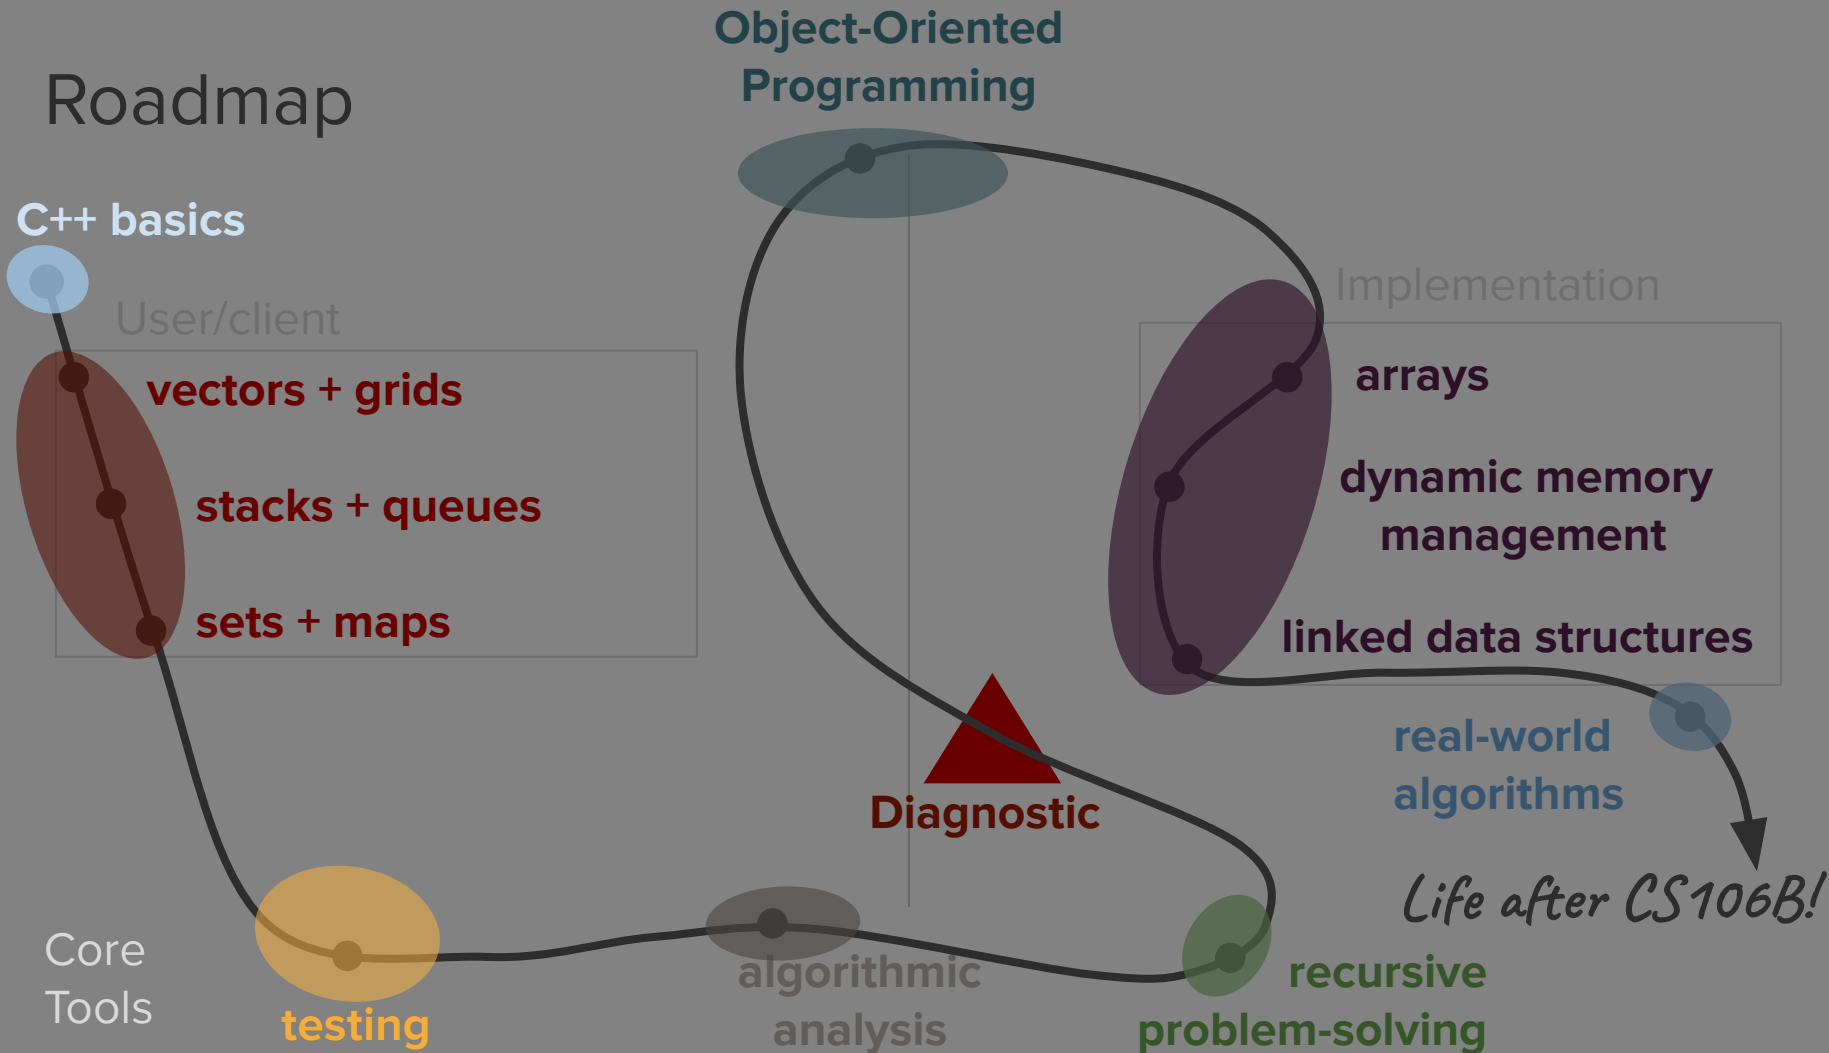 Object-Oriented
Programming
Roadmap
C++ basics
User/client
vectors + grids
stacks + queues
sets + maps
Implementation
arrays
dynamic memory
management
linked data structures
real-world
algorithms
Diagnostic
Life after CS106B!
Core
Tools
testing
algorithmic
analysis
recursive
problem-solving